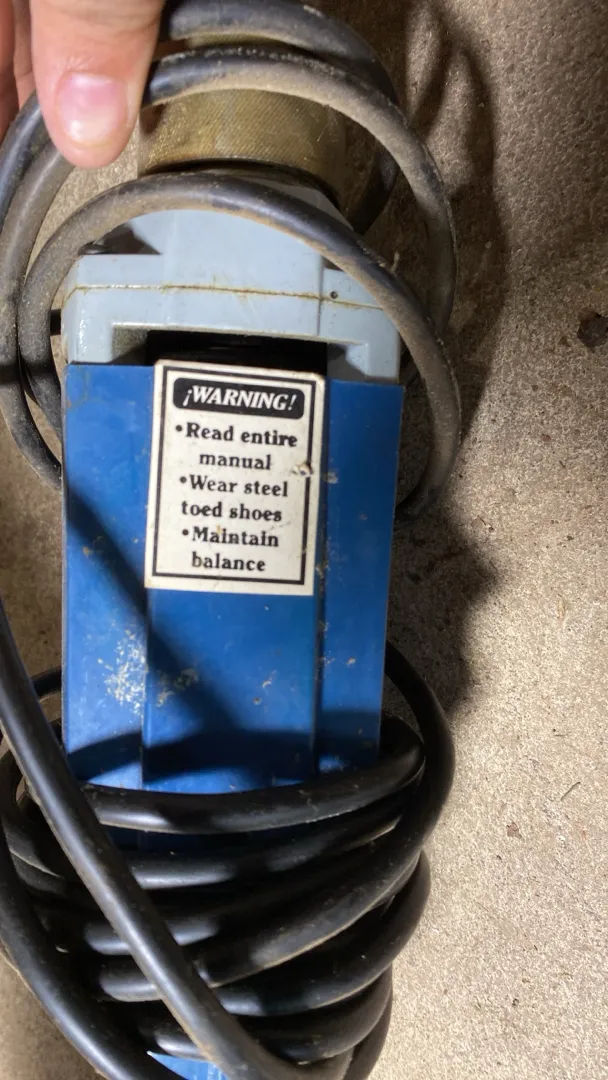 ¡WARNING!
•Read entire
manual
•Wear steel
toed shoes
•Maintain
balance